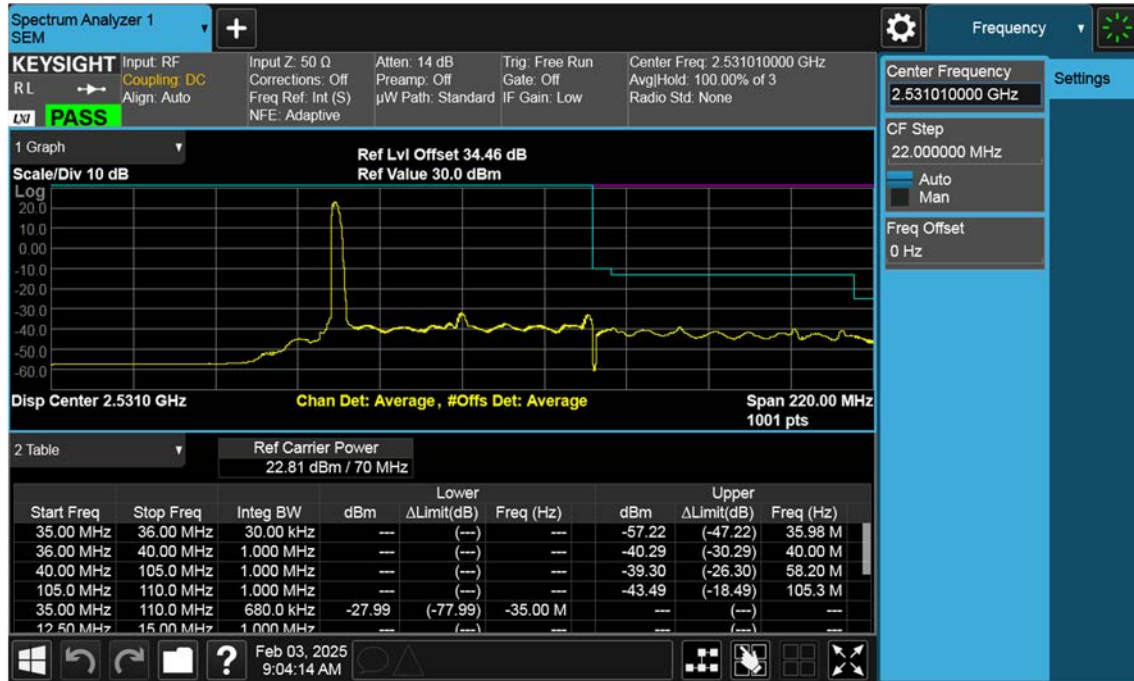 Spectrum Analyzer 1
SEM
+
Frequency
KEYSIGHT
RL
LXI PASS
Input: RF
Coupling: DC
Align: Auto
Input Z: 50 Ω
Corrections: Off
Freq Ref: Int (S)
NFE: Adaptive
Atten: 14 dB
Preamp: Off
µW Path: Standard
Trig: Free Run
Gate: Off
IF Gain: Low
Center Freq: 2.531010000 GHz
Avg|Hold: 100.00% of 3
Radio Std: None
Center Frequency
2.531010000 GHz
Settings
CF Step
22.000000 MHz
Auto
Man
Freq Offset
0 Hz
1 Graph
Scale/Div 10 dB
Ref Lvl Offset 34.46 dB
Ref Value 30.0 dBm
Log
20.0
10.0
0.00
-10.0
-20.0
-30.0
-40.0
-50.0
-60.0
Disp Center 2.5310 GHz
Chan Det: Average, #Offs Det: Average
Span 220.00 MHz
1001 pts
2 Table
Ref Carrier Power
22.81 dBm / 70 MHz
Lower Upper
Start Freq Stop Freq Integ BW dBm ΔLimit(dB) Freq (Hz) dBm ΔLimit(dB) Freq (Hz)
35.00 MHz 36.00 MHz 30.00 kHz --- (---) --- -57.22 (-47.22) 35.98 M
36.00 MHz 40.00 MHz 1.000 MHz --- (---) --- -40.29 (-30.29) 40.00 M
40.00 MHz 105.0 MHz 1.000 MHz --- (---) --- -39.30 (-26.30) 58.20 M
105.0 MHz 110.0 MHz 1.000 MHz --- (---) --- -43.49 (-18.49) 105.3 M
35.00 MHz 110.0 MHz 680.0 kHz -27.99 (-77.99) -35.00 M --- (---) ---
12.50 MHz 15.00 MHz 1.000 MHz --- (---) --- --- (---) ---
?
Feb 03, 2025
9:04:14 AM